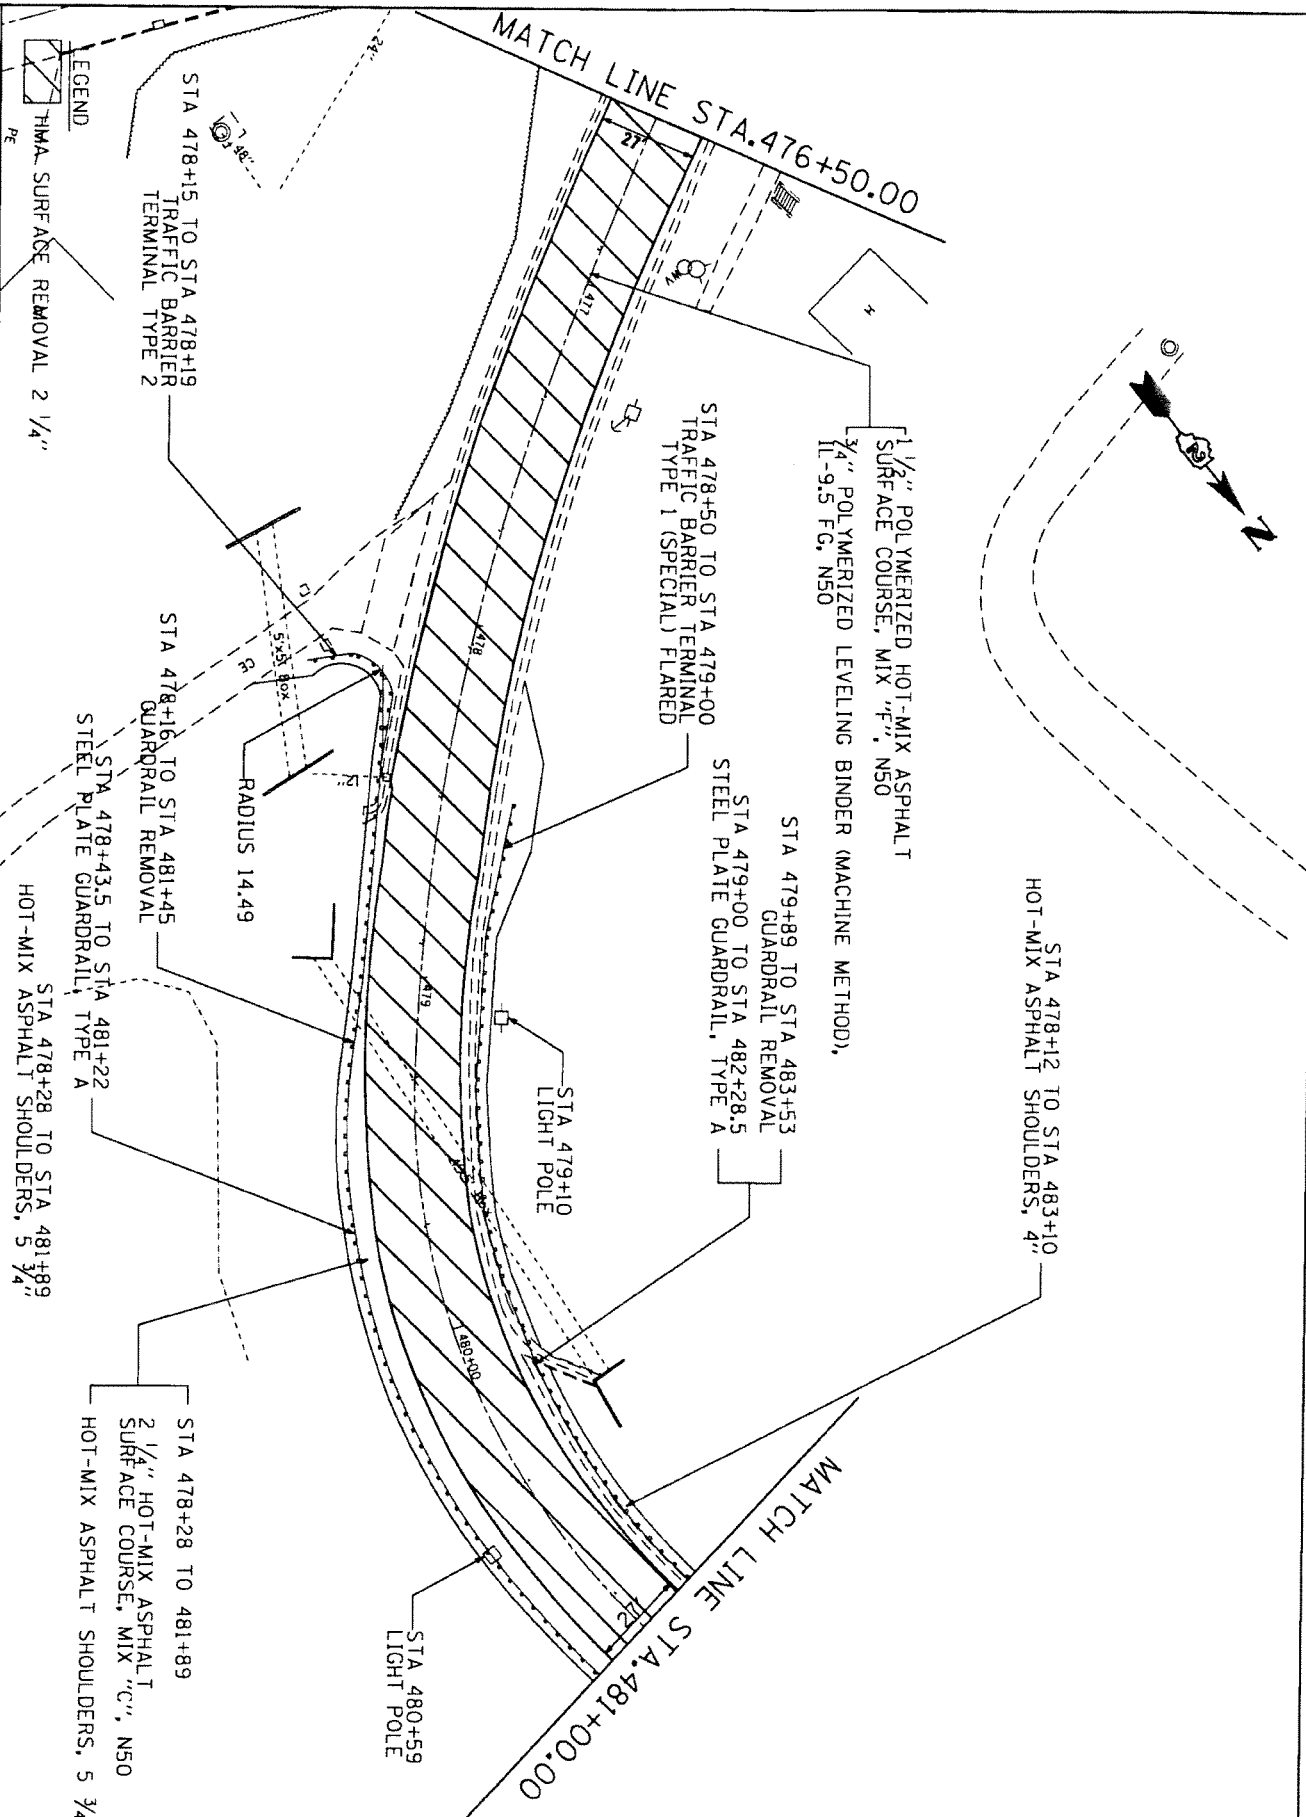 MATCH LINE STA.476+50.00
27'
477
WV
24'
48"
LEGEND
HMA SURFACE REMOVAL 2 1/4"
PE
STA 478+15 TO STA 478+19
TRAFFIC BARRIER
TERMINAL TYPE 2
N
1 1/2" POLYMERIZED HOT-MIX ASPHALT
SURFACE COURSE, MIX "F", N50
3/4" POLYMERIZED LEVELING BINDER (MACHINE METHOD),
IL-9.5 FG, N50
STA 478+50 TO STA 479+00
TRAFFIC BARRIER TERMINAL
TYPE 1 (SPECIAL) FLARED
478
STA 479+89 TO STA 483+53
GUARDRAIL REMOVAL
STA 479+00 TO STA 482+28.5
STEEL PLATE GUARDRAIL, TYPE A
STA 478+12 TO STA 483+10
HOT-MIX ASPHALT SHOULDERS, 4"
5'x5' BOX
CE
12"
RADIUS 14.49
STA 478+16 TO STA 481+45
GUARDRAIL REMOVAL
STA 478+43.5 TO STA 481+22
STEEL PLATE GUARDRAIL, TYPE A
STA 478+28 TO STA 481+89
HOT-MIX ASPHALT SHOULDERS, 5 3/4"
479
STA 479+10
LIGHT POLE
480+00
STA 478+28 TO 481+89
2 1/4" HOT-MIX ASPHALT
SURFACE COURSE, MIX "C", N50
HOT-MIX ASPHALT SHOULDERS, 5 3/4
STA 480+59
LIGHT POLE
27'
MATCH LINE STA.481+00.00